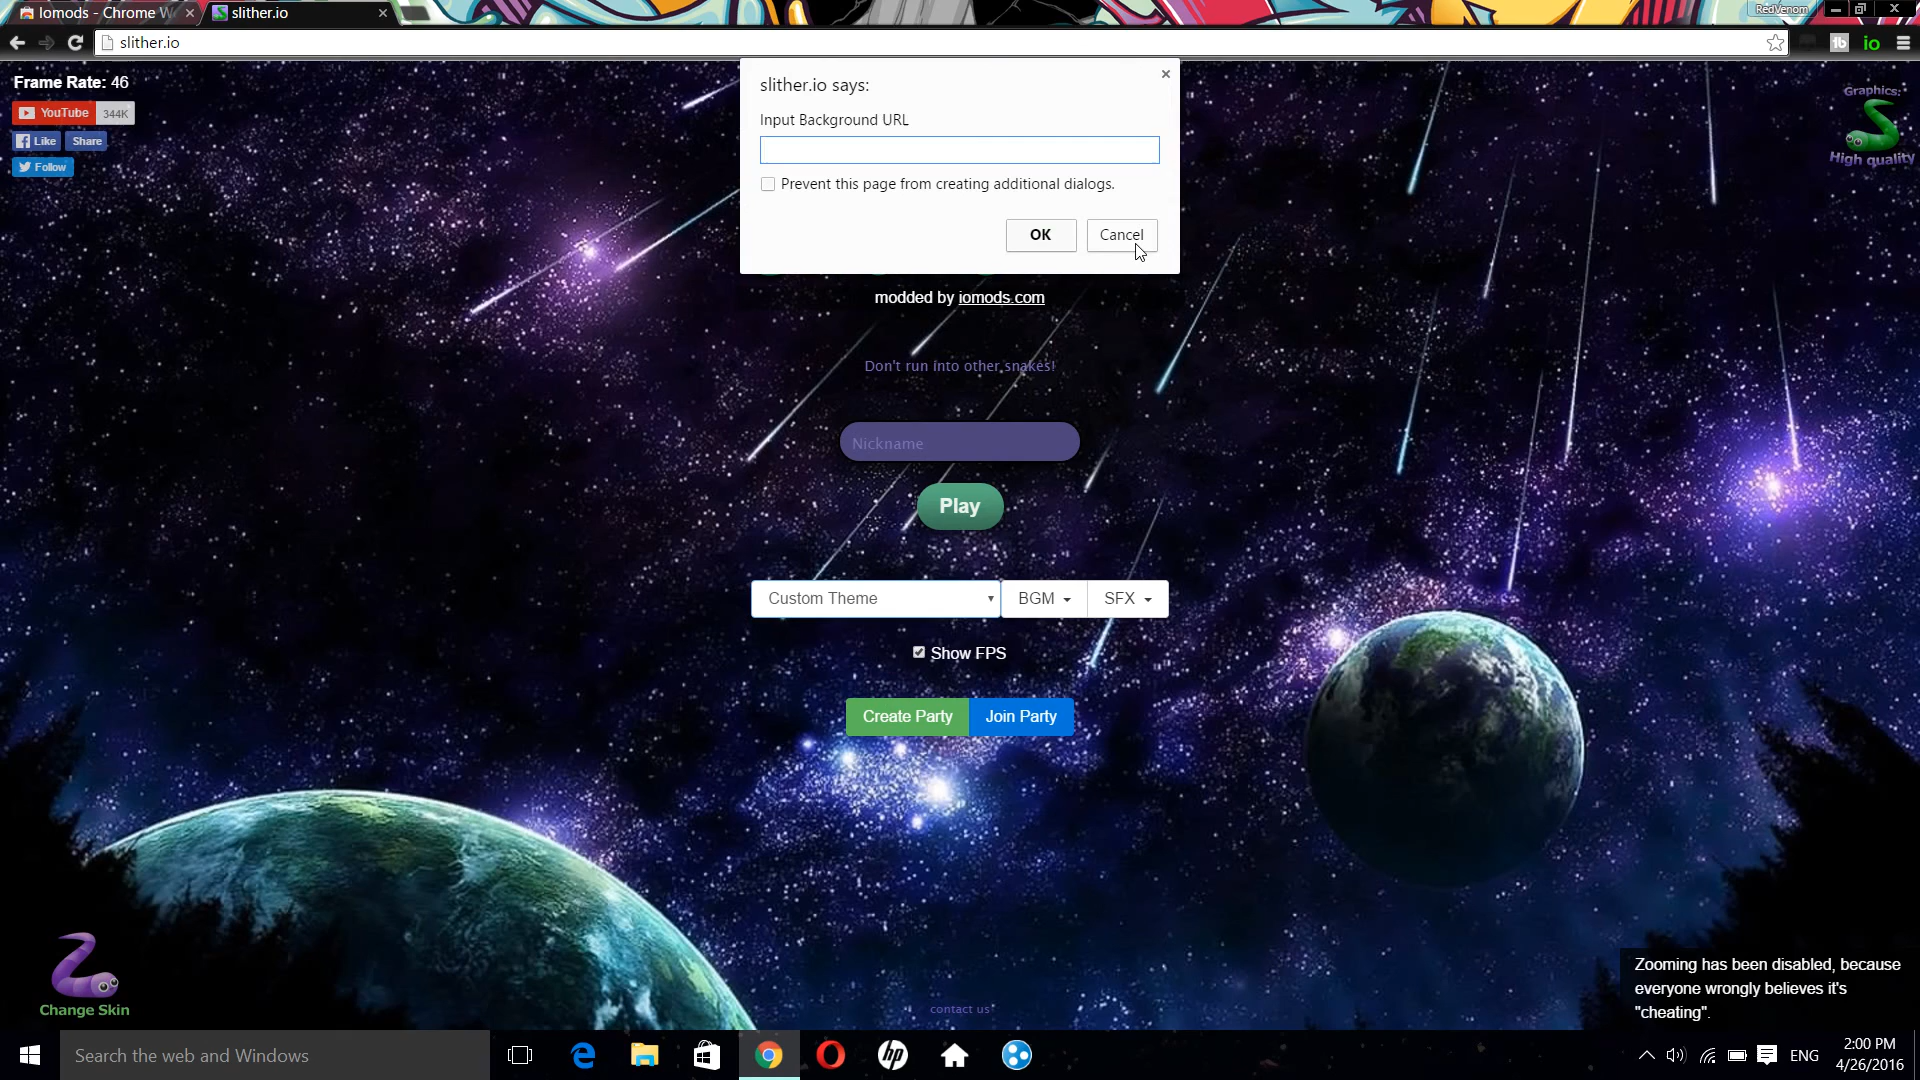 Iomods - Chrome W
slither.io
RedVenom
slither.io
io
Frame Rate: 46
YouTube 344K
Like Share
Follow
slither.io says:
Input Background URL
Prevent this page from creating additional dialogs.
OK Cancel
Graphics:
High quality
modded by iomods.com
Don't run into other snakes!
Nickname
Play
Custom Theme BGM SFX
Show FPS
Create Party Join Party
Change Skin
contact us
Zooming has been disabled, because
everyone wrongly believes it's
"cheating".
Search the web and Windows
hp
ENG
2:00 PM
4/26/2016